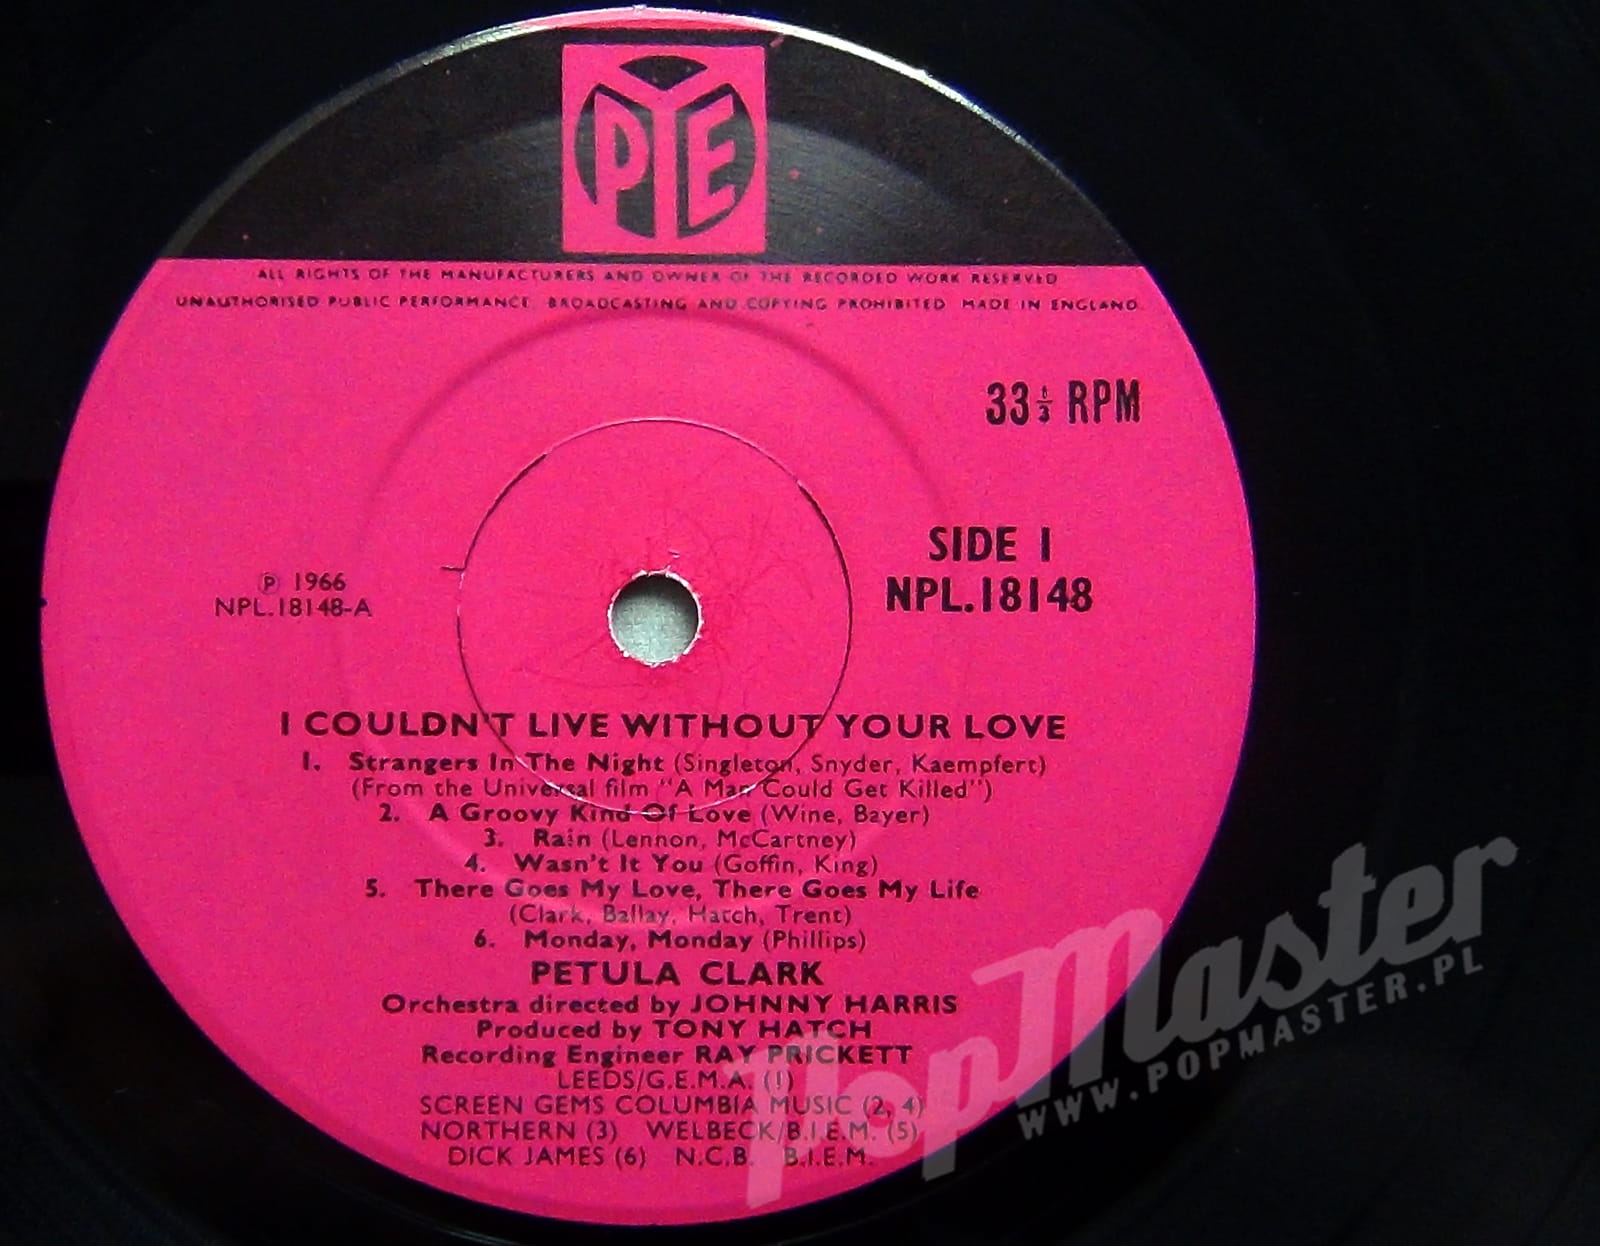 PYE
ALL RIGHTS OF THE MANUFACTURERS AND OWNER OF THE RECORDED WORK RESERVED
UNAUTHORISED PUBLIC PERFORMANCE, BROADCASTING AND COPYING PROHIBITED MADE IN ENGLAND.
33 1/3 RPM
SIDE 1
NPL.18148
℗ 1966
NPL.18148-A
I COULDN'T LIVE WITHOUT YOUR LOVE
1. Strangers In The Night (Singleton, Snyder, Kaempfert)
(From the Universal film "A Man Could Get Killed")
2. A Groovy Kind Of Love (Wine, Bayer)
3. Rain (Lennon, McCartney)
4. Wasn't It You (Goffin, King)
5. There Goes My Love, There Goes My Life
(Clark, Ballay, Hatch, Trent)
6. Monday, Monday (Phillips)
PETULA CLARK
Orchestra directed by JOHNNY HARRIS
Produced by TONY HATCH
Recording Engineer RAY PRICKETT
LEEDS/G.E.M.A. (1)
SCREEN GEMS COLUMBIA MUSIC (2, 4)
NORTHERN (3) WELBECK/B.I.E.M. (5)
DICK JAMES (6) N.C.B. B.I.E.M.
PopMaster
WWW.POPMASTER.PL